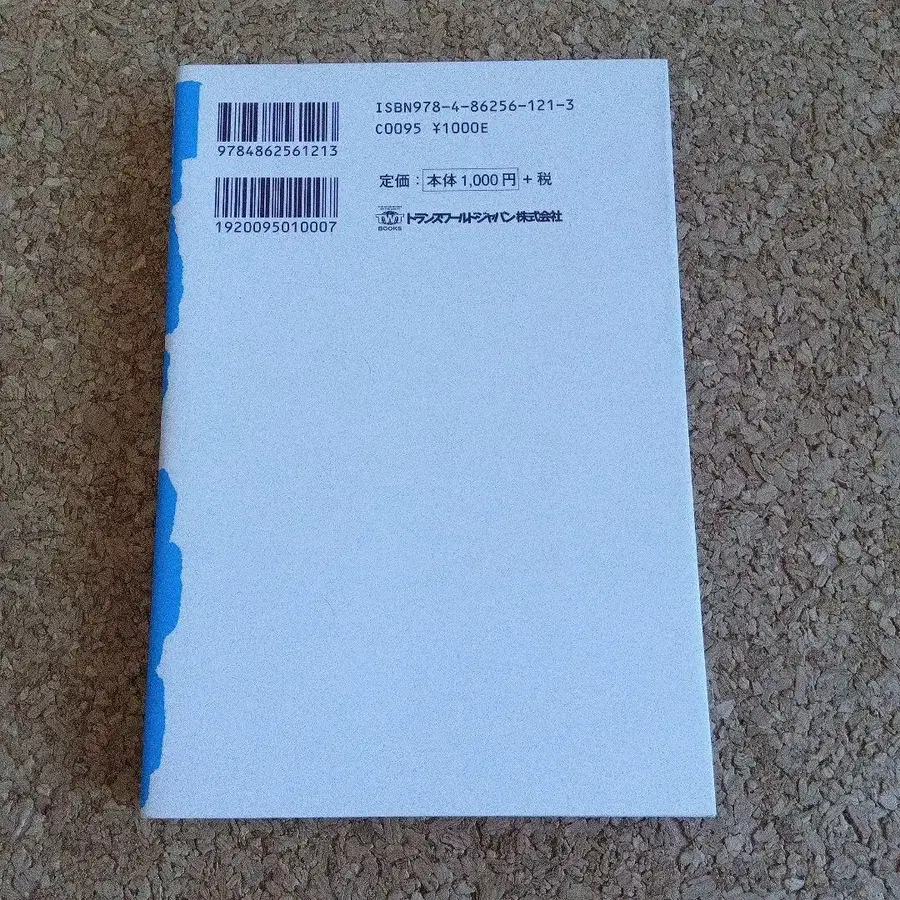 9784862561213
1920095010007
ISBN978-4-86256-121-3
C0095 ¥1000E
定価：本体1,000円+税
TWJ
BOOKS
トランスワールドジャパン株式会社